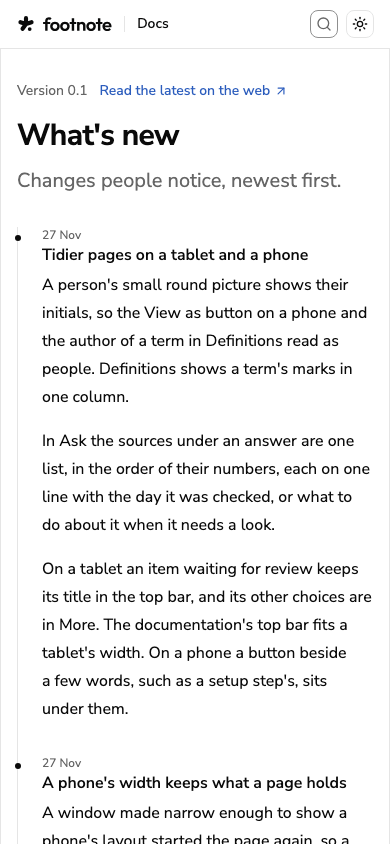 footnote
Docs
Version 0.1
Read the latest on the web
What's new
Changes people notice, newest first.
27 Nov
Tidier pages on a tablet and a phone
A person's small round picture shows their
initials, so the View as button on a phone and
the author of a term in Definitions read as
people. Definitions shows a term's marks in
one column.
In Ask the sources under an answer are one
list, in the order of their numbers, each on one
line with the day it was checked, or what to
do about it when it needs a look.
On a tablet an item waiting for review keeps
its title in the top bar, and its other choices are
in More. The documentation's top bar fits a
tablet's width. On a phone a button beside
a few words, such as a setup step's, sits
under them.
27 Nov
A phone's width keeps what a page holds
A window made narrow enough to show a
phone's layout started the page again, so a